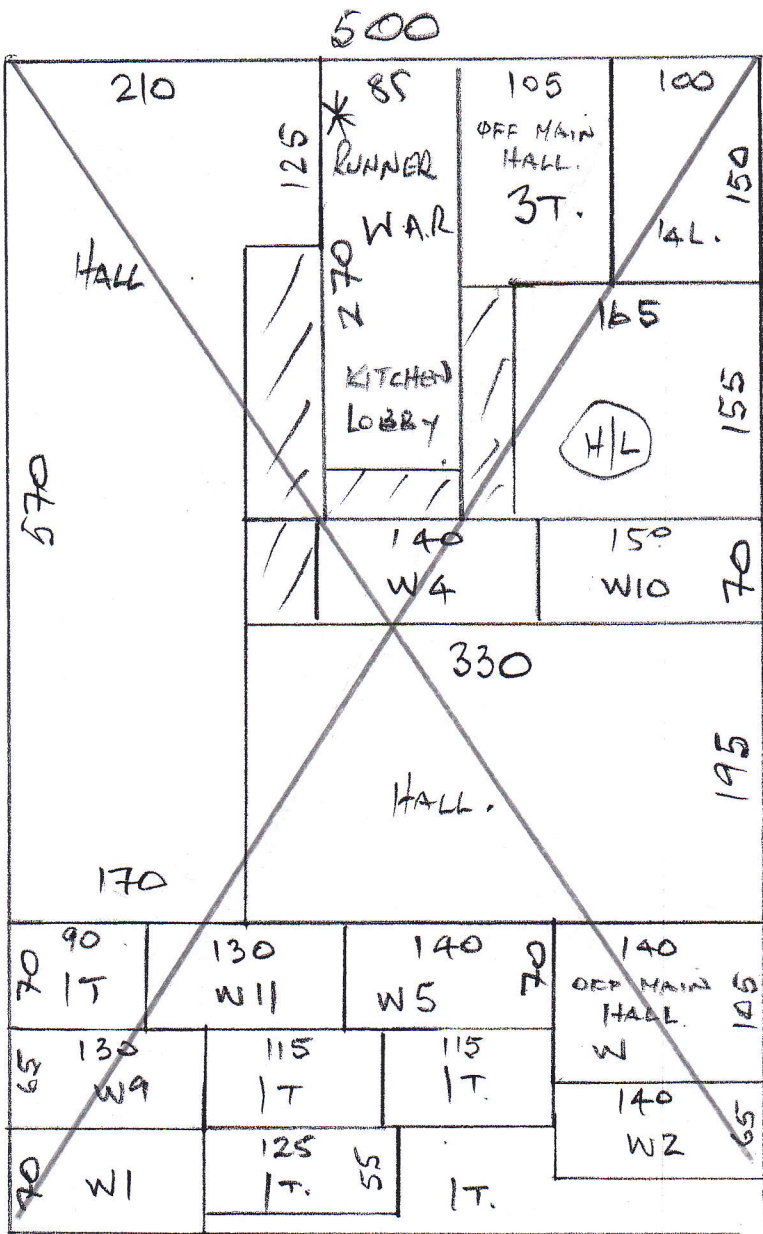 500
210
85
105
100
125
* RUNNER
W.A.R
270
KITCHEN
LOBBY.
OFF MAIN
HALL.
3T.
150
14L.
HALL
165
155
H/L
570
140
W4
150
W10
70
330
195
HALL.
170
70
90
1T
130
W11
140
W5
70
140
OFF MAIN
HALL
W
105
65
130
W9
115
1T
115
1T.
140
W2
65
70
W1
125
1T.
55
1T.